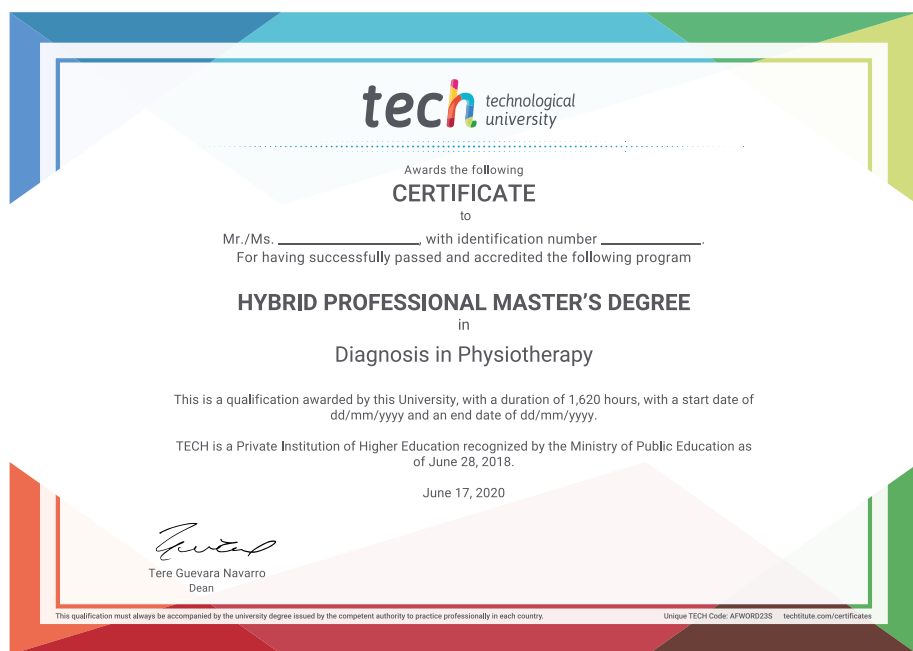 tech technological
university
Awards the following
CERTIFICATE
to
Mr./Ms. ____________________, with identification number ______________.
For having successfully passed and accredited the following program
HYBRID PROFESSIONAL MASTER'S DEGREE
in
Diagnosis in Physiotherapy
This is a qualification awarded by this University, with a duration of 1,620 hours, with a start date of
dd/mm/yyyy and an end date of dd/mm/yyyy.
TECH is a Private Institution of Higher Education recognized by the Ministry of Public Education as
of June 28, 2018.
June 17, 2020
Tere Guevara Navarro
Dean
This qualification must always be accompanied by the university degree issued by the competent authority to practice professionally in each country.
Unique TECH Code: AFWORD23S techtitute.com/certificates